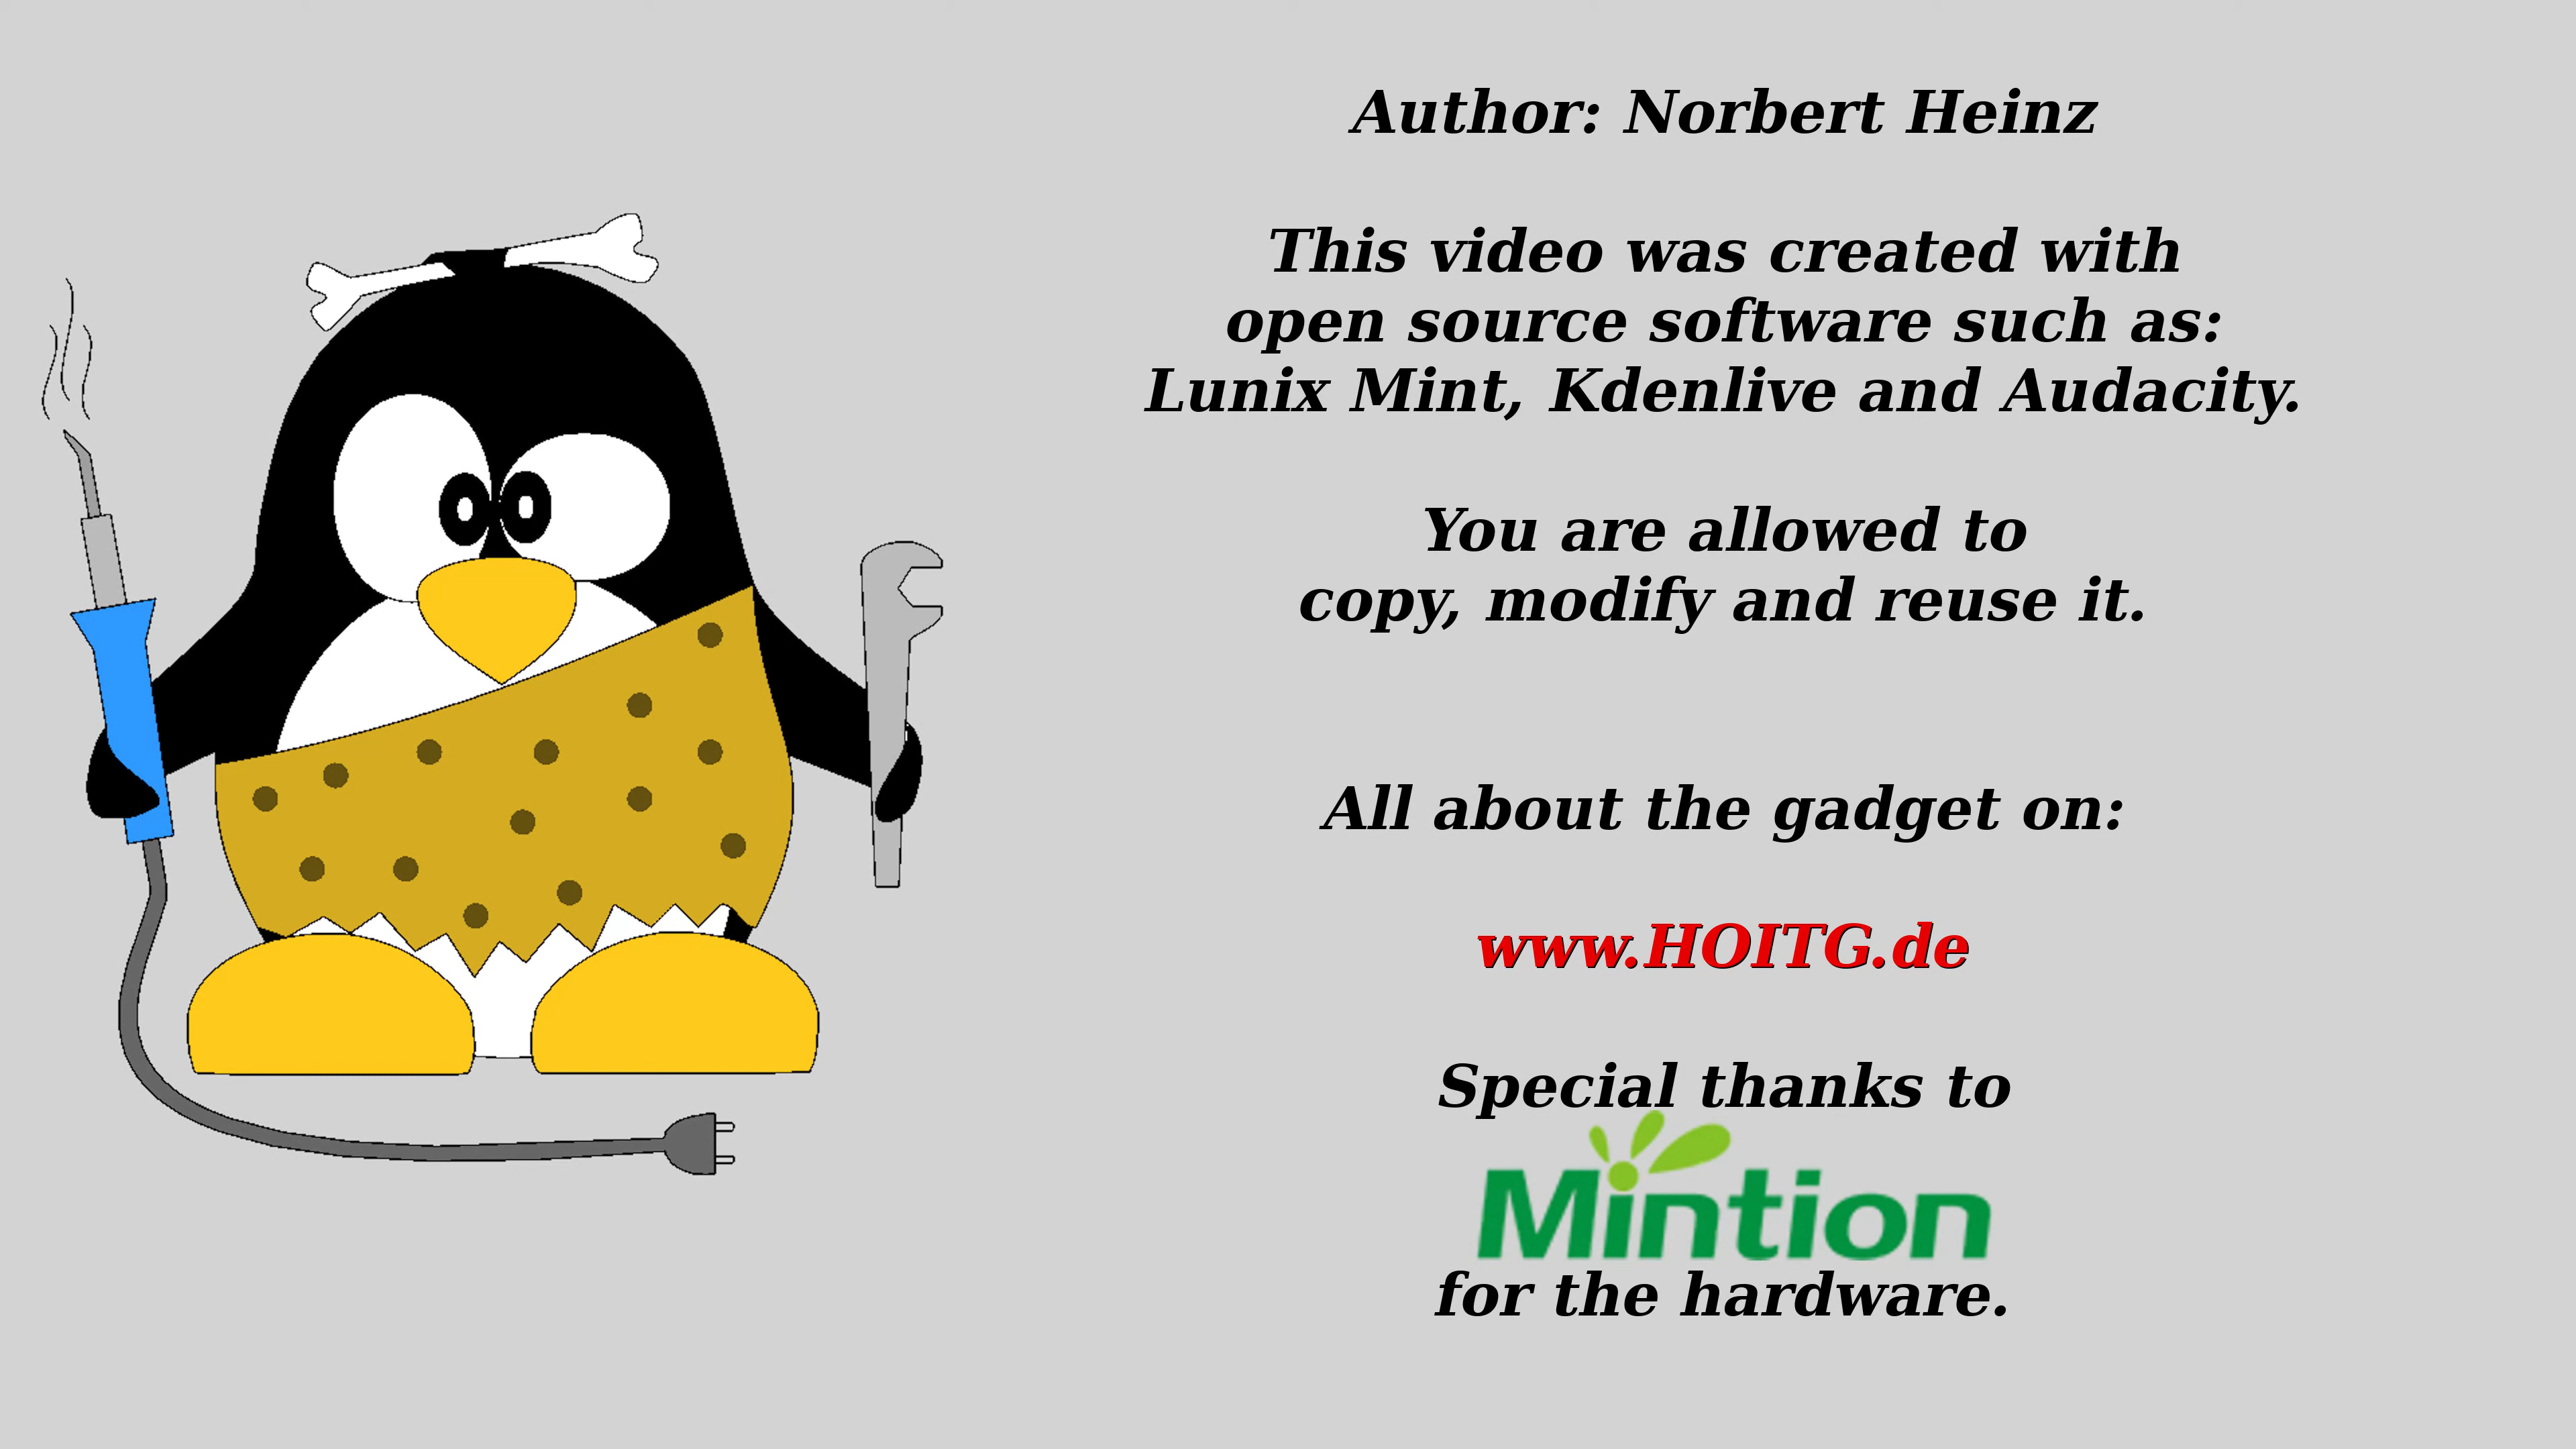 Author: Norbert Heinz
This video was created with
open source software such as:
Lunix Mint, Kdenlive and Audacity.
You are allowed to
copy, modify and reuse it.
All about the gadget on:
www.HOITG.de
Special thanks to
Mintion
for the hardware.